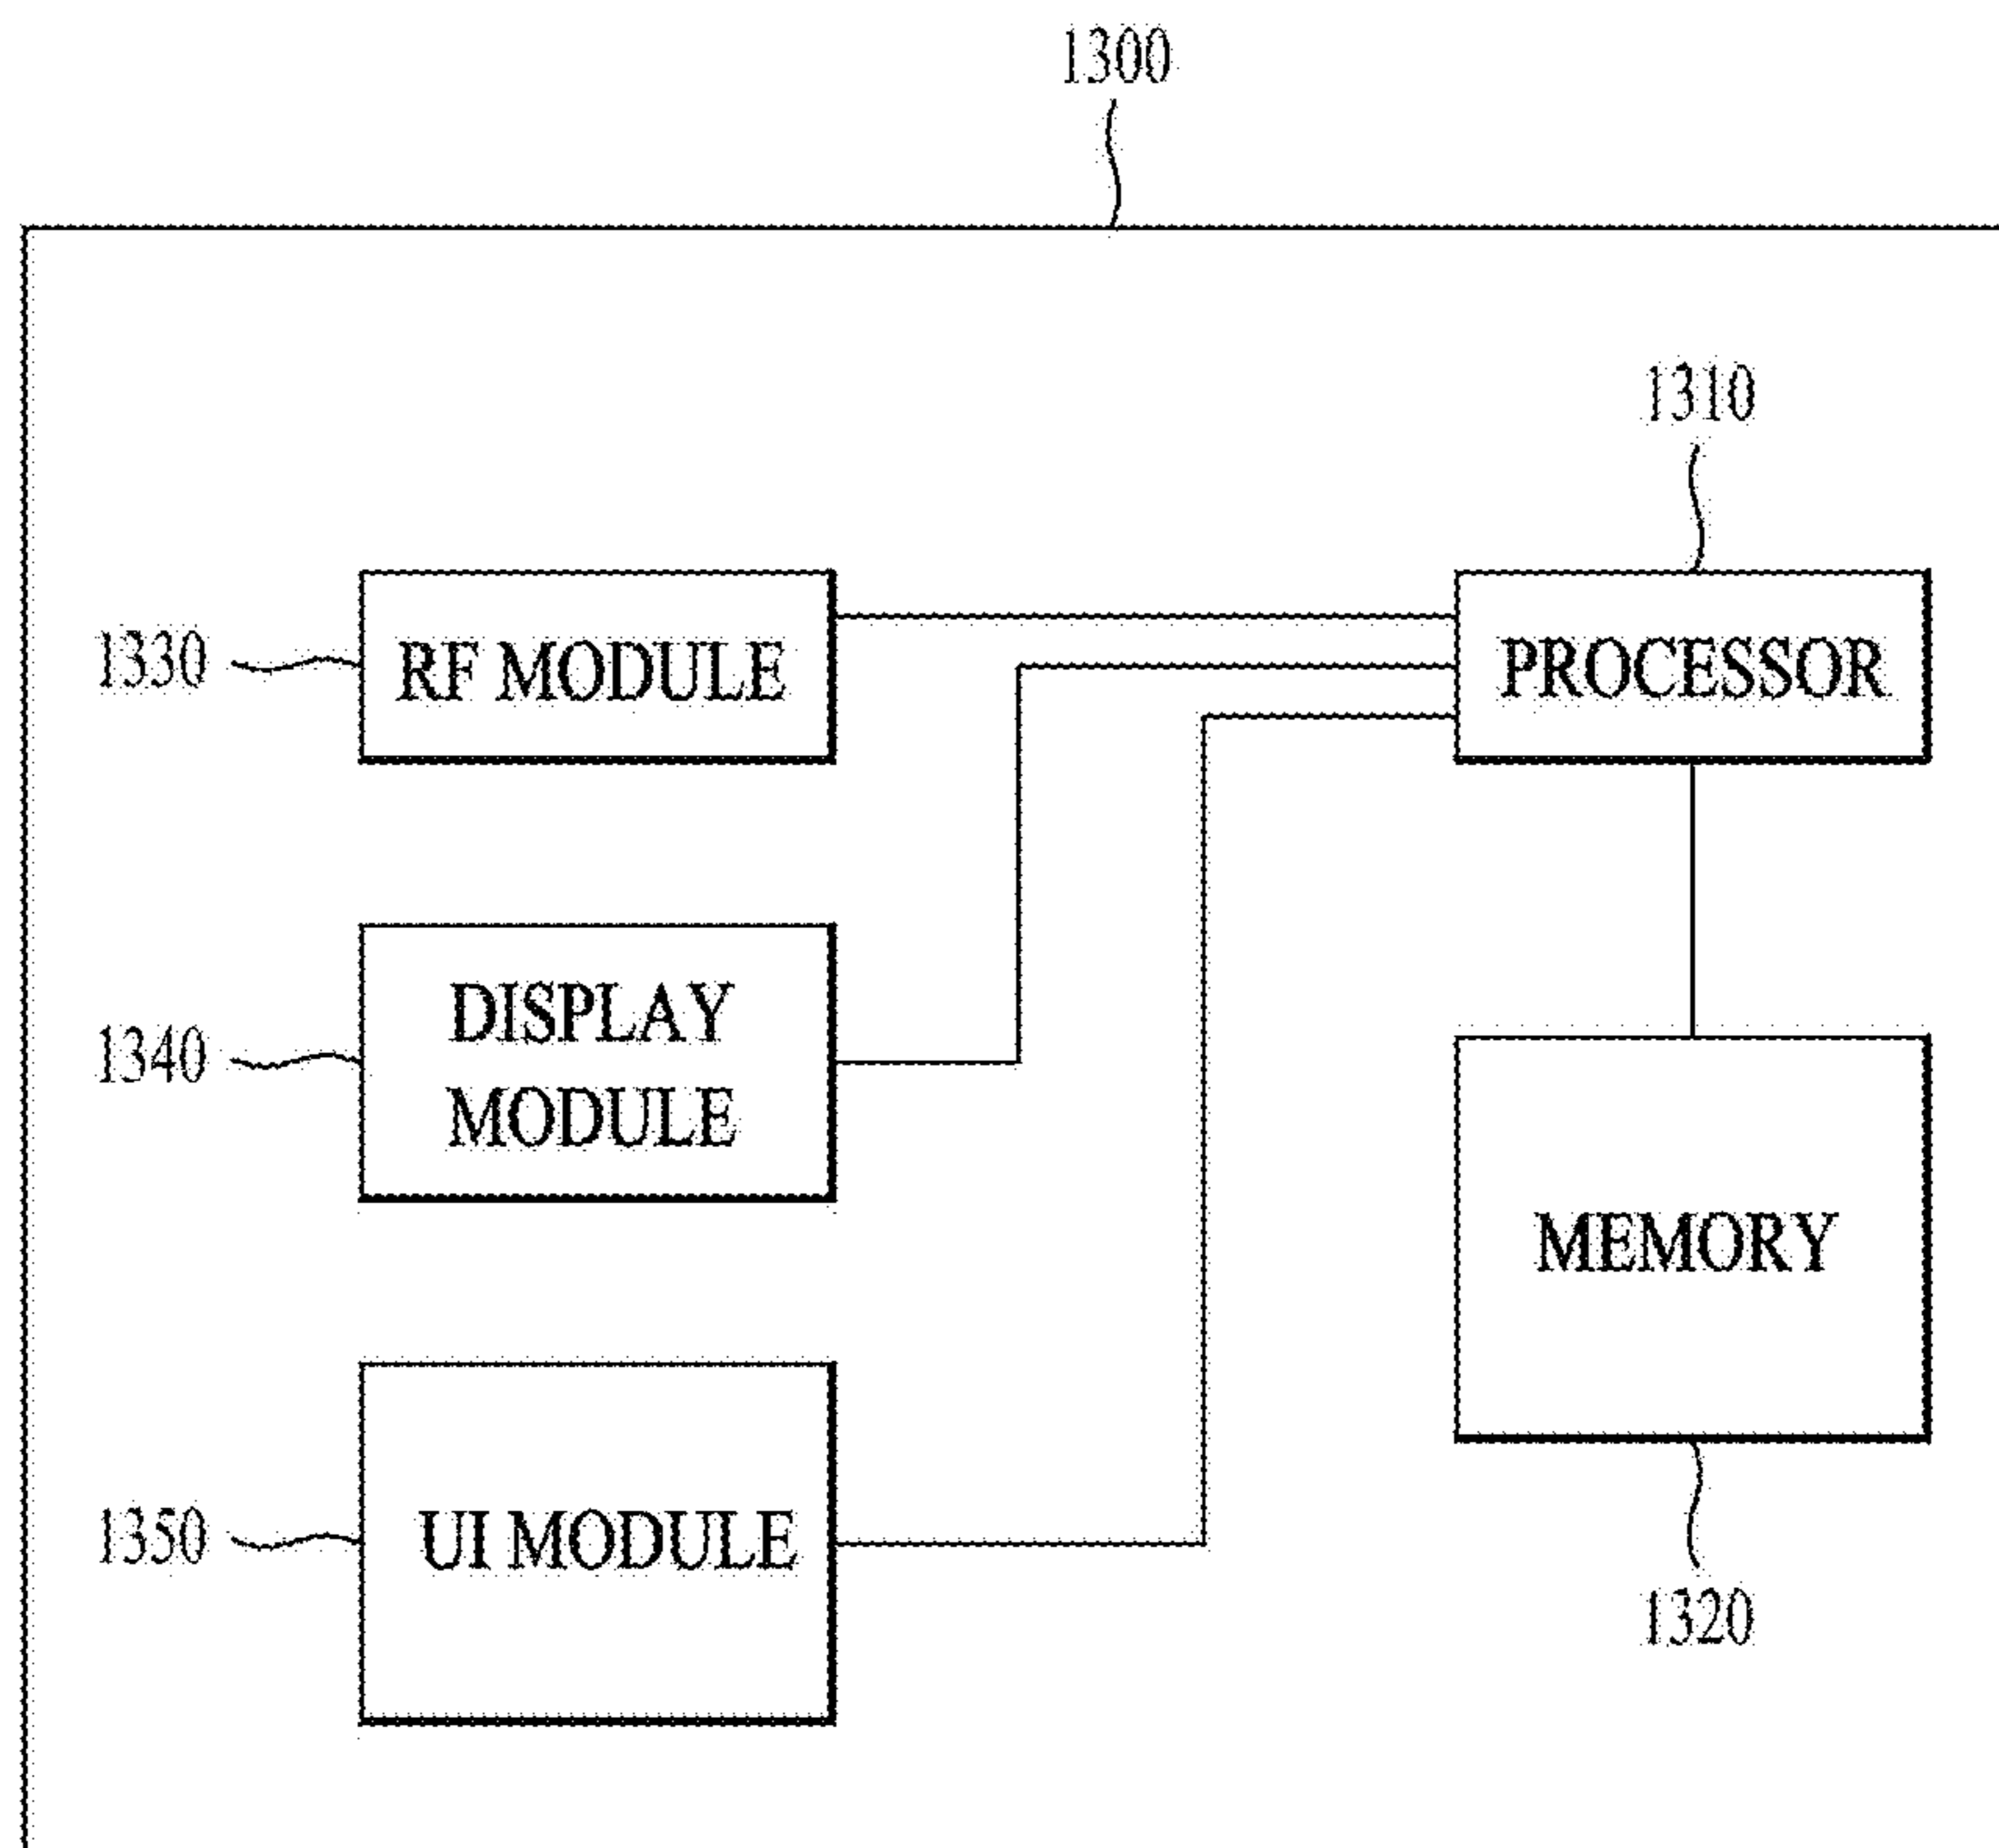 1300
1310
1330
RF MODULE
PROCESSOR
1340
DISPLAY
MODULE
MEMORY
1350
UI MODULE
1320